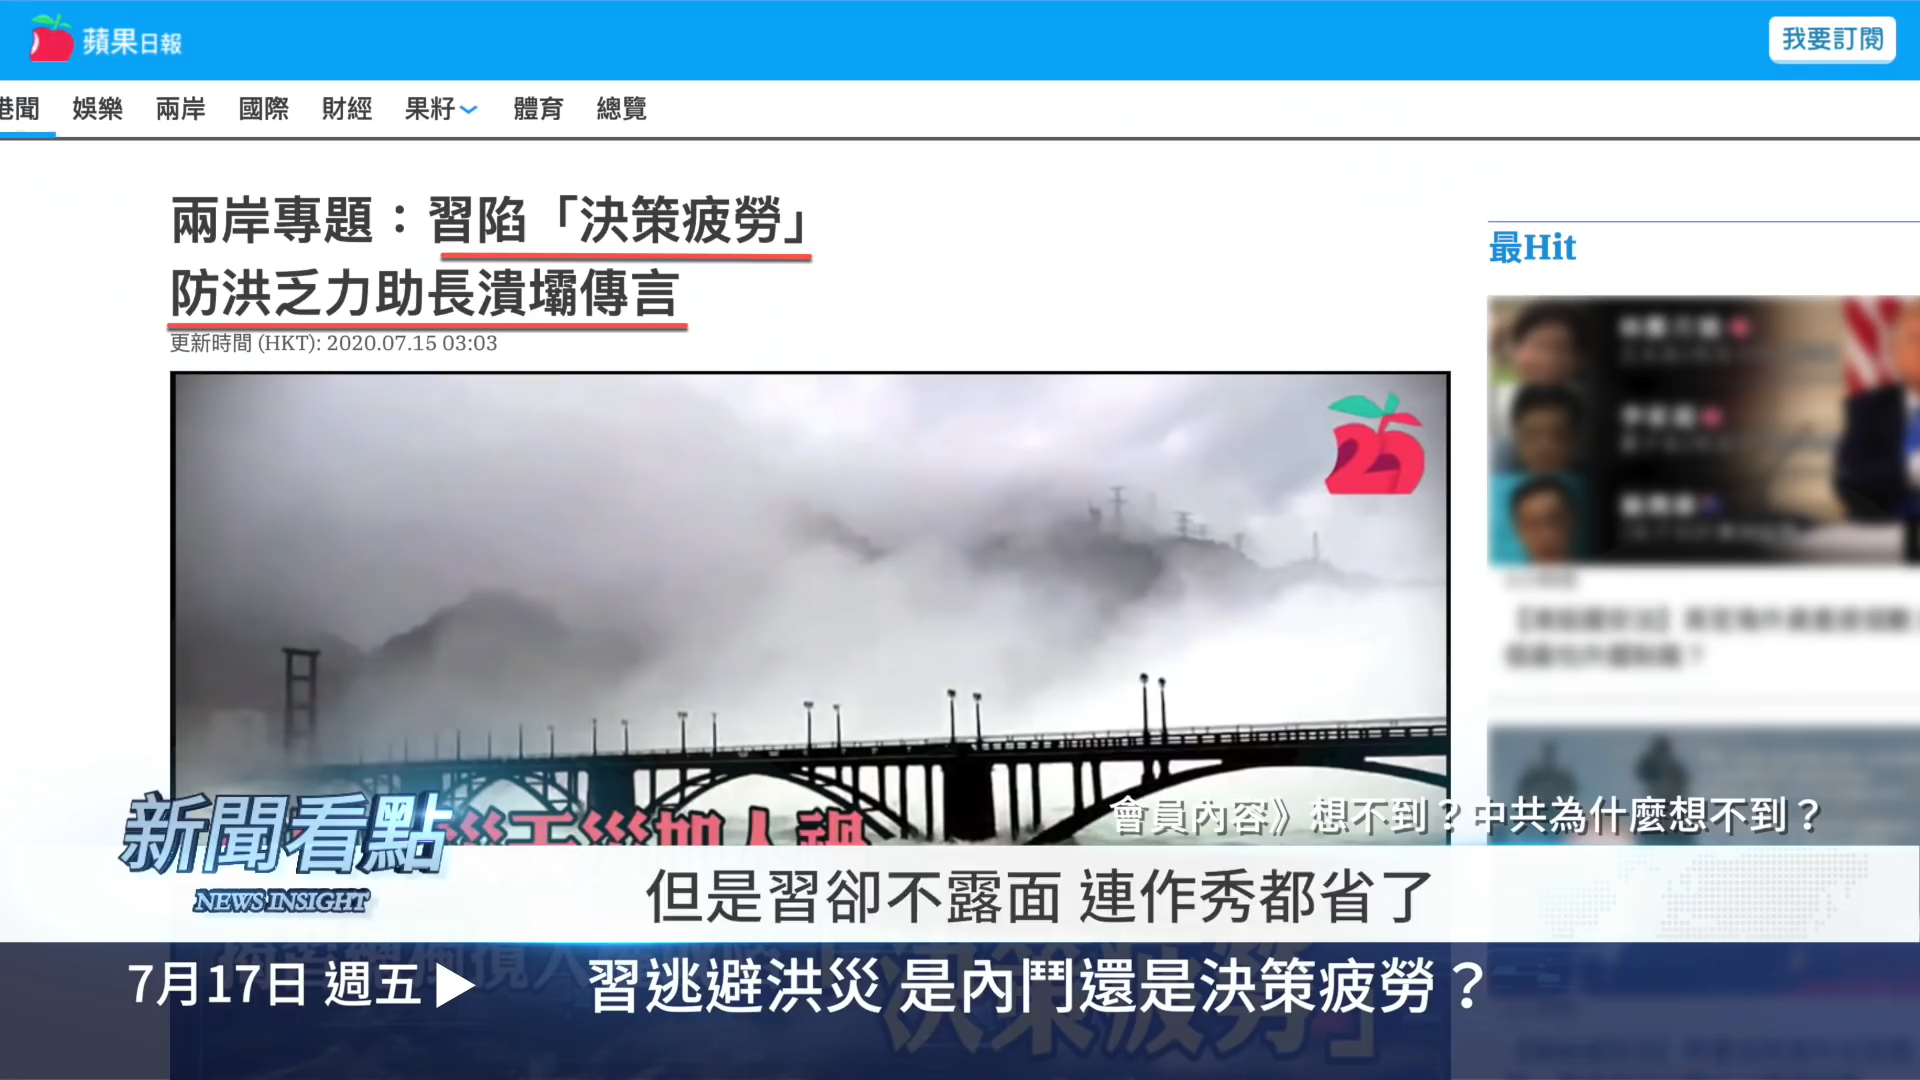 蘋果日報
我要訂閱
港聞 娛樂 兩岸 國際 財經 果籽 體育 總覽
兩岸專題：習陷「決策疲勞」
防洪乏力助長潰壩傳言
更新時間 (HKT): 2020.07.15 03:03
最Hit
25
會員內容》想不到？中共為什麼想不到？
新聞看點
NEWS INSIGHT
但是習卻不露面 連作秀都省了
7月17日 週五
習逃避洪災 是內鬥還是決策疲勞？